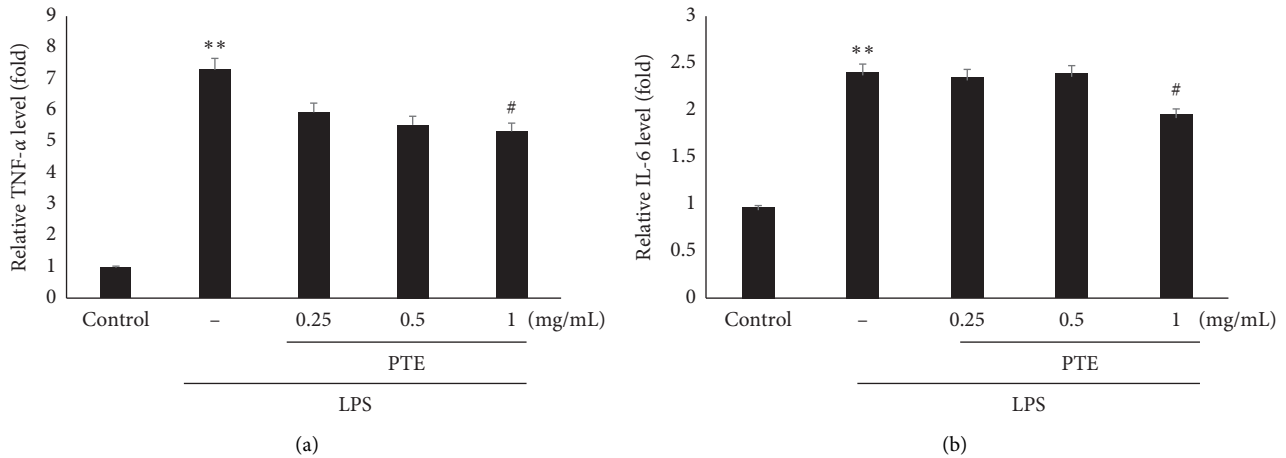 Relative TNF-α level (fold)
9
8
7
6
5
4
3
2
1
0
**
#
Control – 0.25 0.5 1 (mg/mL)
PTE
LPS
(a)
Relative IL-6 level (fold)
3
2.5
2
1.5
1
0.5
0
**
#
Control – 0.25 0.5 1 (mg/mL)
PTE
LPS
(b)